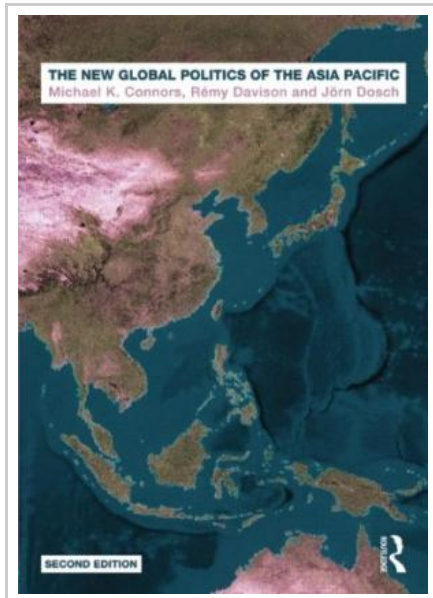 THE NEW GLOBAL POLITICS OF THE ASIA PACIFIC
Michael K. Connors, Rémy Davison and Jörn Dosch
SECOND EDITION
ROUTLEDGE